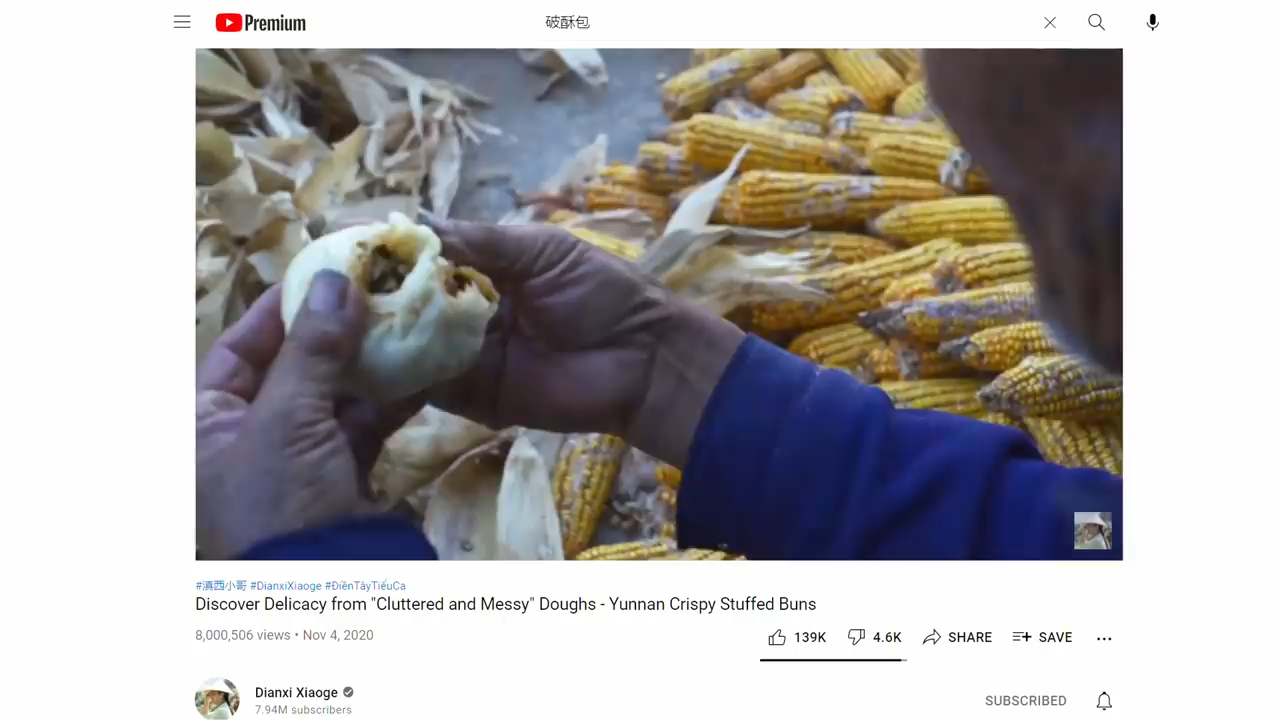 Premium
破酥包
#滇西小哥 #DianxiXiaoge #ĐiềnTâyTiểuCa
Discover Delicacy from "Cluttered and Messy" Doughs - Yunnan Crispy Stuffed Buns
8,000,506 views • Nov 4, 2020
139K 4.6K SHARE SAVE
Dianxi Xiaoge
7.94M subscribers
SUBSCRIBED